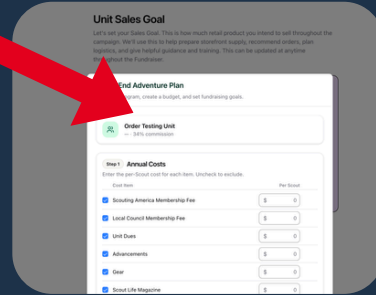 Unit Sales Goal
Let's set your Sales Goal. This is how much retail product you intend to sell throughout the
campaign. We'll use this to help prepare storefront supply, recommend orders, plan
logistics, and give helpful guidance and training. This can be updated at anytime
throughout the Fundraiser.
End Adventure Plan
gram, create a budget, and set fundraising goals.
Order Testing Unit
— 34% commission
Step 1 Annual Costs
Enter the per-Scout cost for each item. Uncheck to exclude.
Cost Item Per Scout
Scouting America Membership Fee $ 0
Local Council Membership Fee $ 0
Unit Dues $ 0
Advancements $ 0
Gear $ 0
Scout Life Magazine $ 0